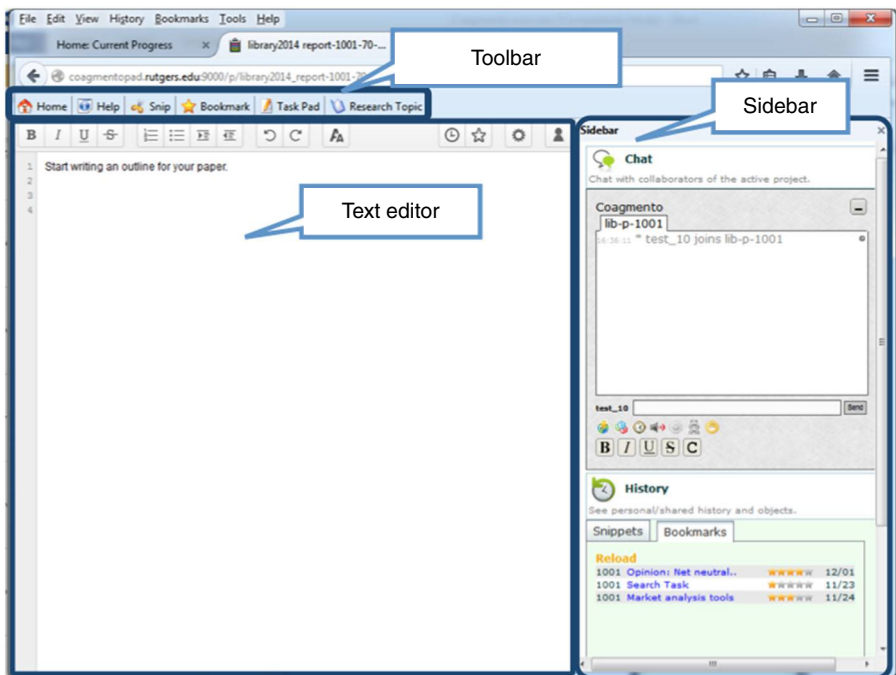 File Edit View History Bookmarks Tools Help
Home: Current Progress × library2014 report-1001-70-...
Toolbar
coagmentopad.rutgers.edu:9000/p/library2014_report-1001-70
Home Help Snip Bookmark Task Pad Research Topic
Sidebar
B I U S
Sidebar ×
1 Start writing an outline for your paper.
2
3
4
Text editor
Chat
Chat with collaborators of the active project.
Coagmento
lib-p-1001
16:36:11 * test_10 joins lib-p-1001
test_10 Send
B I U S C
History
See personal/shared history and objects.
Snippets Bookmarks
Reload
1001 Opinion: Net neutral.. 12/01
1001 Search Task 11/23
1001 Market analysis tools 11/24